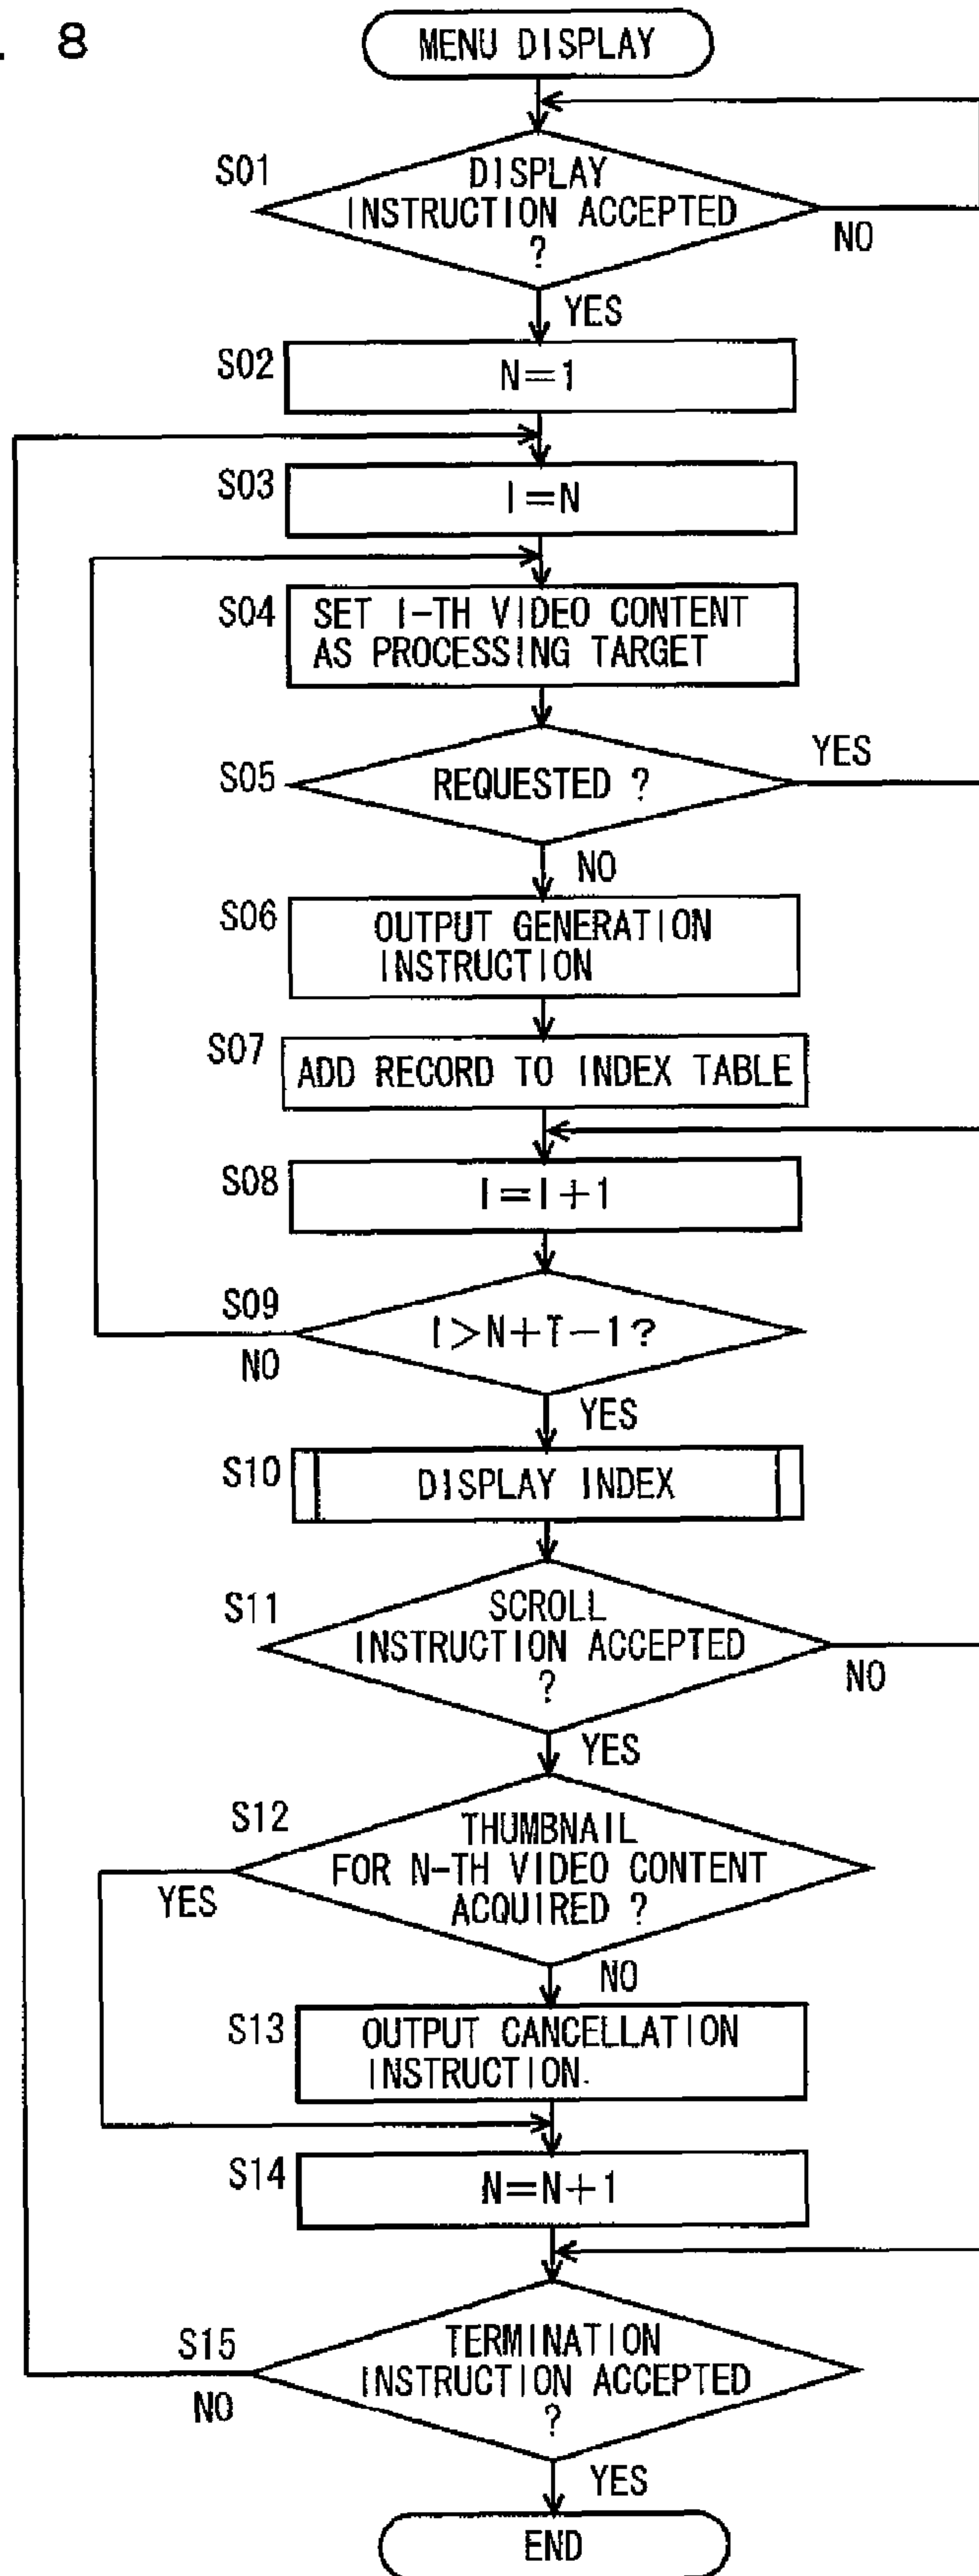 . 8
MENU DISPLAY
S01
DISPLAY
INSTRUCTION ACCEPTED
?
NO
YES
S02
N=1
S03
I=N
S04
SET I-TH VIDEO CONTENT
AS PROCESSING TARGET
S05
REQUESTED ?
YES
NO
S06
OUTPUT GENERATION
INSTRUCTION
S07
ADD RECORD TO INDEX TABLE
S08
I=I+1
S09
I>N+T-1?
NO
YES
S10
DISPLAY INDEX
S11
SCROLL
INSTRUCTION ACCEPTED
?
NO
YES
S12
THUMBNAIL
FOR N-TH VIDEO CONTENT
ACQUIRED ?
YES
NO
S13
OUTPUT CANCELLATION
INSTRUCTION.
S14
N=N+1
S15
TERMINATION
INSTRUCTION ACCEPTED
?
NO
YES
END